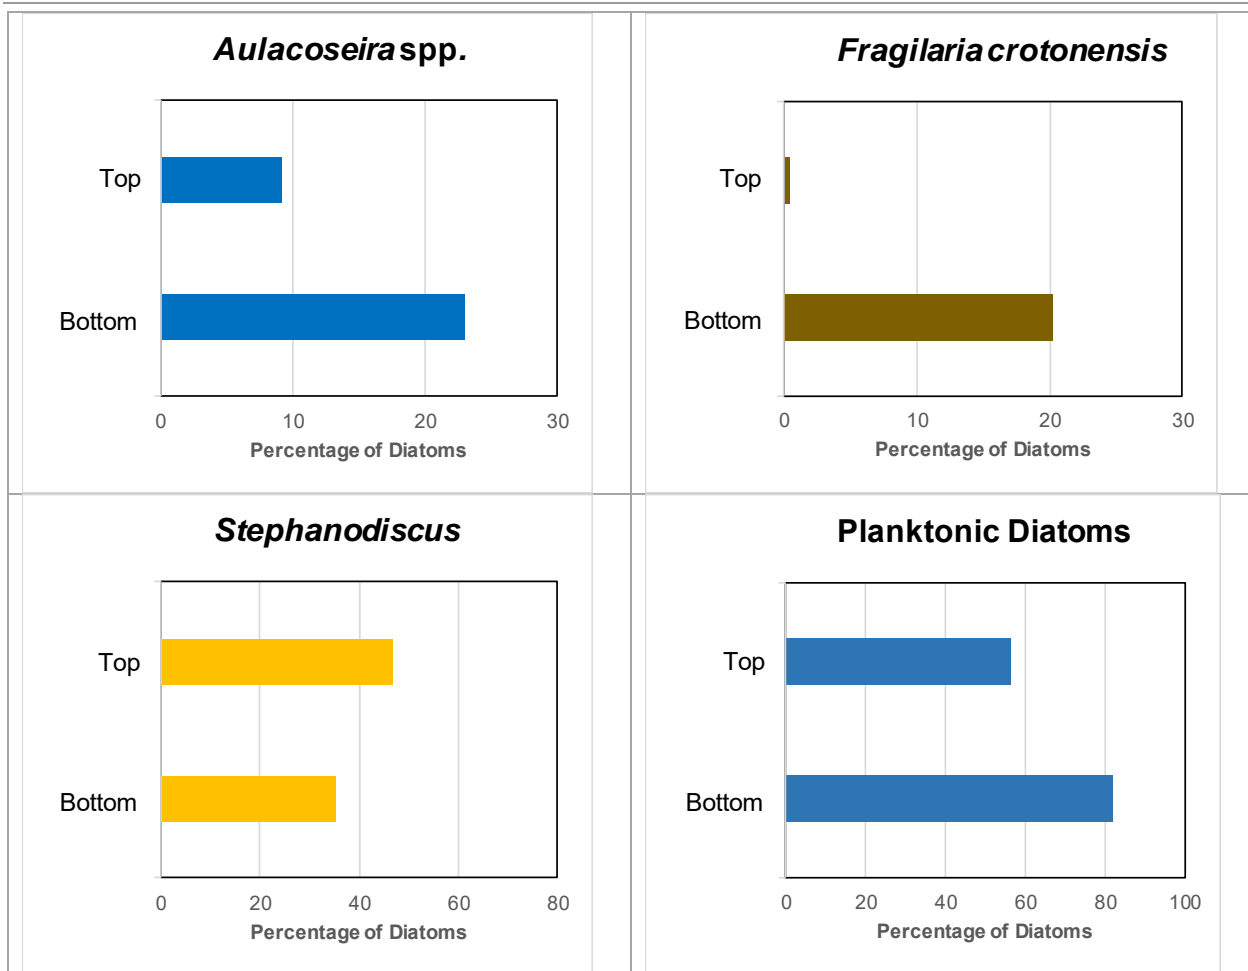 Aulacoseira spp.
Top
Bottom
0 10 20 30
Percentage of Diatoms
Fragilaria crotonensis
Top
Bottom
0 10 20 30
Percentage of Diatoms
Stephanodiscus
Top
Bottom
0 20 40 60 80
Percentage of Diatoms
Planktonic Diatoms
Top
Bottom
0 20 40 60 80 100
Percentage of Diatoms